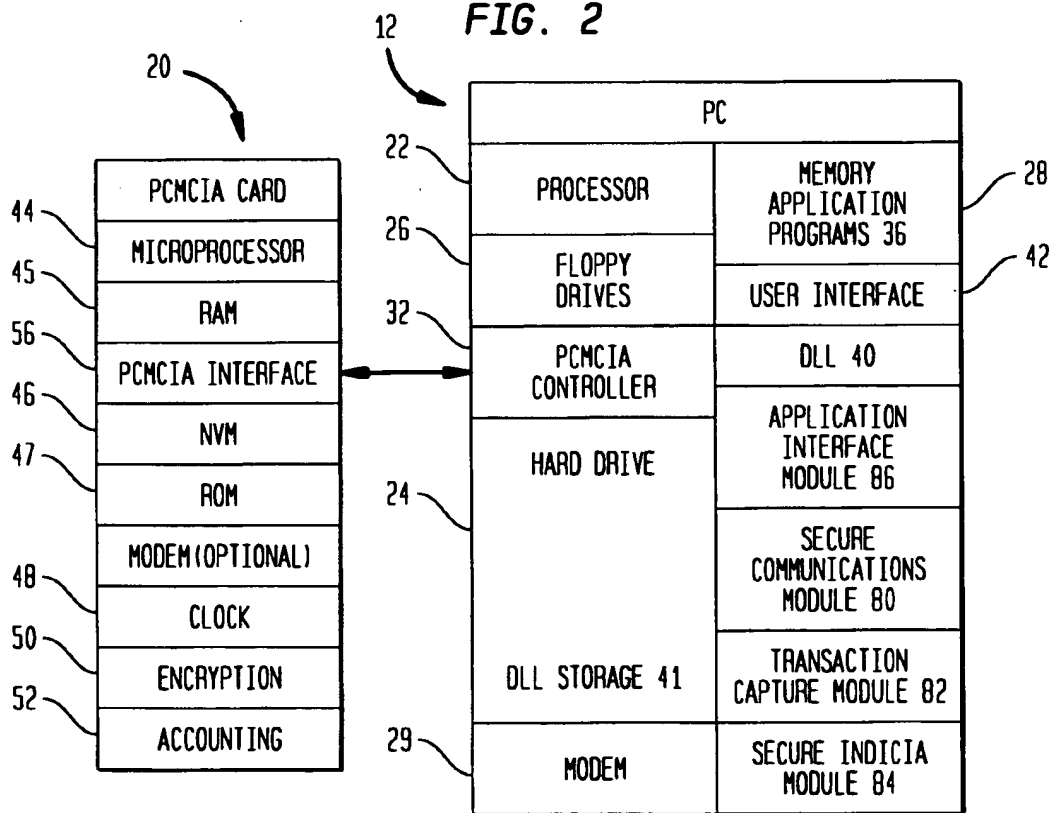 FIG. 2
12
20
PC
PCMCIA CARD
44
MICROPROCESSOR
45
RAM
56
PCMCIA INTERFACE
46
NVM
47
ROM
MODEM(OPTIONAL)
48
CLOCK
50
ENCRYPTION
52
ACCOUNTING
22
PROCESSOR
26
FLOPPY
DRIVES
32
PCMCIA
CONTROLLER
24
HARD DRIVE
DLL STORAGE 41
29
MODEM
MEMORY
APPLICATION
PROGRAMS 36
28
USER INTERFACE
42
DLL 40
APPLICATION
INTERFACE
MODULE 86
SECURE
COMMUNICATIONS
MODULE 80
TRANSACTION
CAPTURE MODULE 82
SECURE INDICIA
MODULE 84